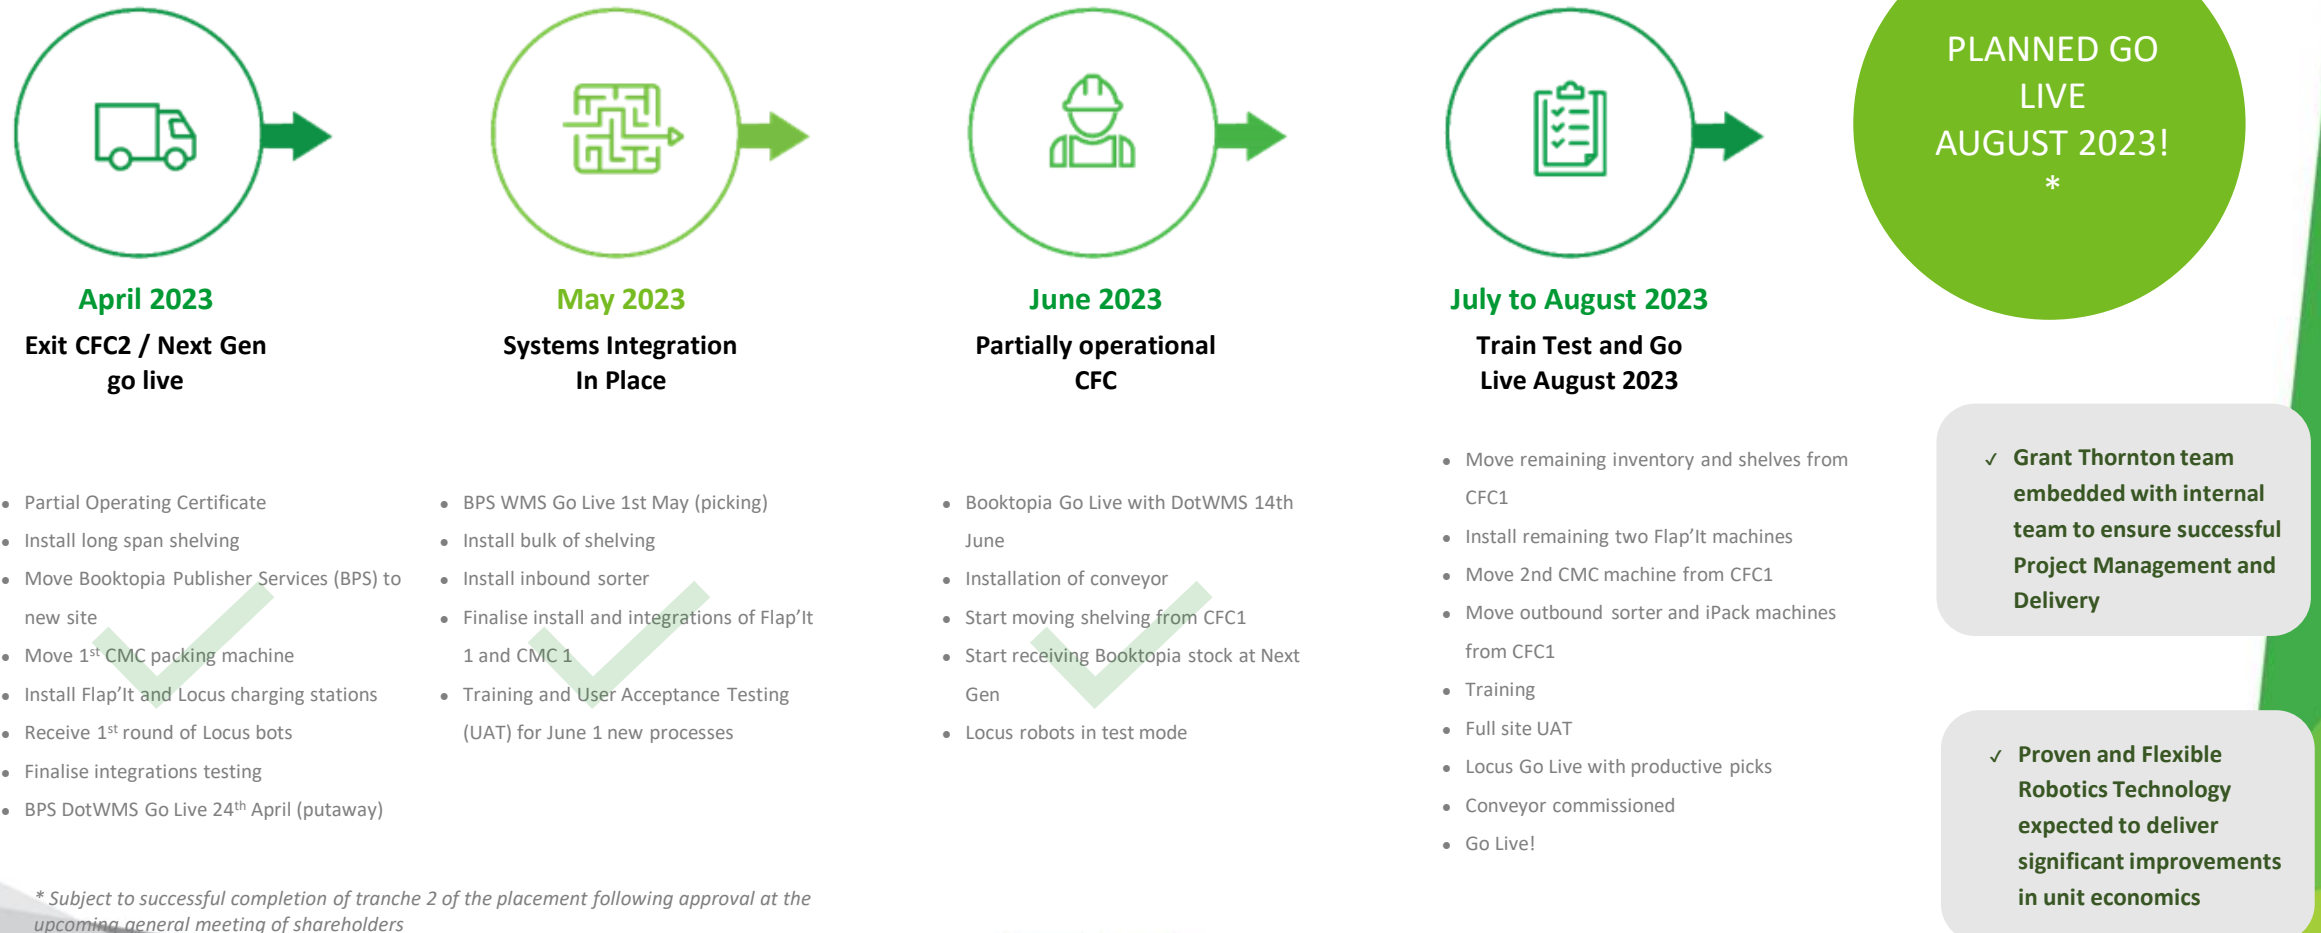 PLANNED GO
LIVE
AUGUST 2023!
*
April 2023
Exit CFC2 / Next Gen
go live
• Partial Operating Certificate
• Install long span shelving
• Move Booktopia Publisher Services (BPS) to
new site
• Move 1st CMC packing machine
• Install Flap’It and Locus charging stations
• Receive 1st round of Locus bots
• Finalise integrations testing
• BPS DotWMS Go Live 24th April (putaway)
May 2023
Systems Integration
In Place
• BPS WMS Go Live 1st May (picking)
• Install bulk of shelving
• Install inbound sorter
• Finalise install and integrations of Flap’It
1 and CMC 1
• Training and User Acceptance Testing
(UAT) for June 1 new processes
June 2023
Partially operational
CFC
• Booktopia Go Live with DotWMS 14th
June
• Installation of conveyor
• Start moving shelving from CFC1
• Start receiving Booktopia stock at Next
Gen
• Locus robots in test mode
July to August 2023
Train Test and Go
Live August 2023
• Move remaining inventory and shelves from
CFC1
• Install remaining two Flap’It machines
• Move 2nd CMC machine from CFC1
• Move outbound sorter and iPack machines
from CFC1
• Training
• Full site UAT
• Locus Go Live with productive picks
• Conveyor commissioned
• Go Live!
✓ Grant Thornton team
embedded with internal
team to ensure successful
Project Management and
Delivery
✓ Proven and Flexible
Robotics Technology
expected to deliver
significant improvements
in unit economics
* Subject to successful completion of tranche 2 of the placement following approval at the
upcoming general meeting of shareholders